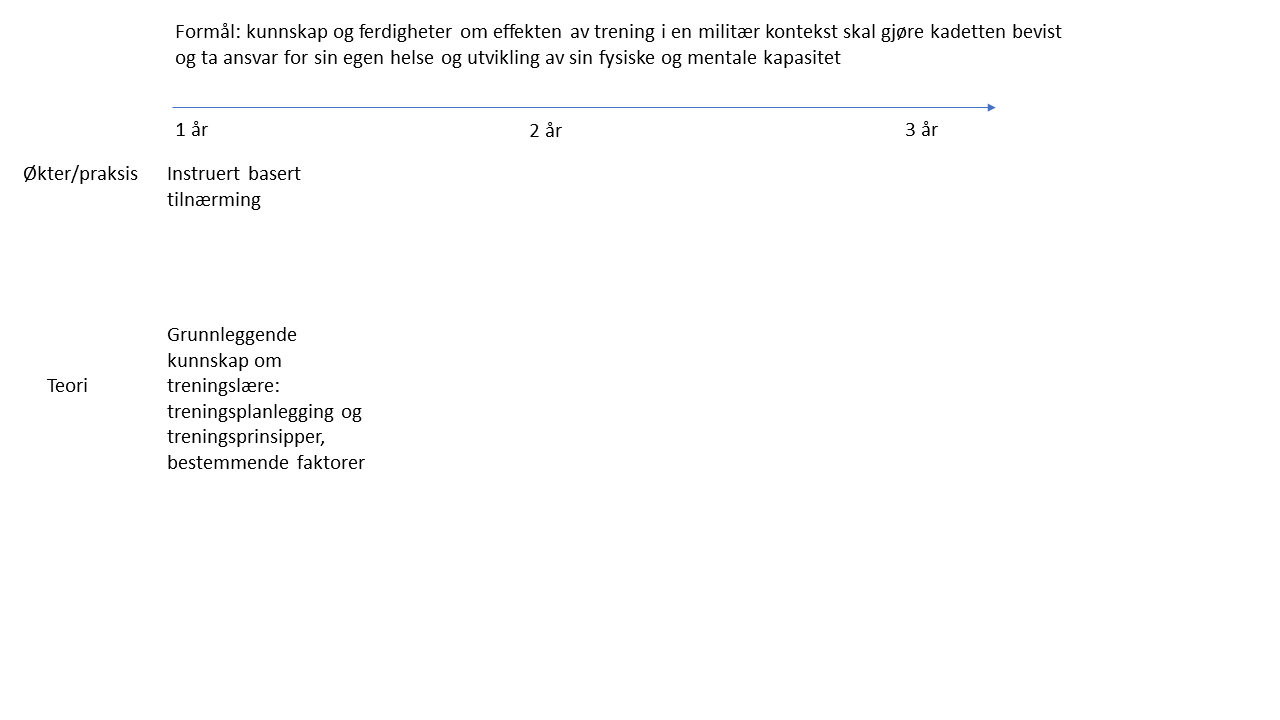 Formål: kunnskap og ferdigheter om effekten av trening i en militær kontekst skal gjøre kadetten bevist
og ta ansvar for sin egen helse og utvikling av sin fysiske og mentale kapasitet
1 år
2 år
3 år
Økter/praksis
Instruert basert
tilnærming
Teori
Grunnleggende
kunnskap om
treningslære:
treningsplanlegging og
treningsprinsipper,
bestemmende faktorer